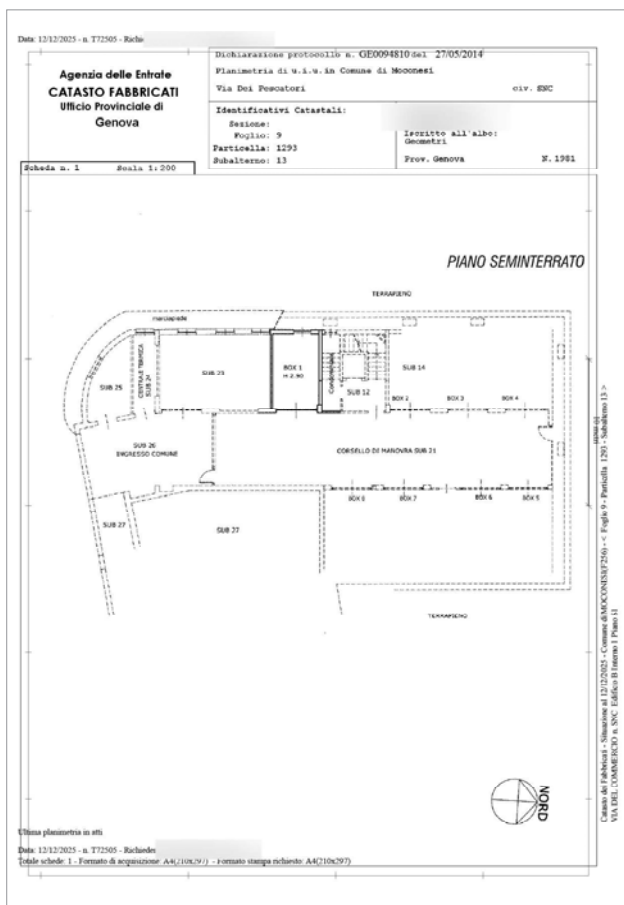 Data: 12/12/2025 - n. T72505 - Richie
Agenzia delle Entrate
CATASTO FABBRICATI
Ufficio Provinciale di
Genova
Dichiarazione protocollo n. GE0094810 del 27/05/2014
Planimetria di u.i.u. in Comune di Moconesi
Via Dei Pescatori civ. SNC
Identificativi Catastali:
Sezione:
Foglio: 9
Particella: 1293
Subalterno: 13
Iscritto all'albo:
Geometri
Prov. Genova N. 1981
Scheda n. 1 Scala 1:200
PIANO SEMINTERRATO
TERRAPIENO
marciapiede
SUB 25
CENTRALE TERMICA
SUB 24
SUB 23
BOX 1
H 2.50
SUB 12
SUB 14
BOX 2
BOX 3
BOX 4
SUB 26
INGRESSO COMUNE
CORSELLO DI MANOVRA SUB 21
BOX 8
BOX 7
BOX 6
BOX 5
SUB 27
SUB 27
TERRAPIENO
NORD
Catasto dei Fabbricati - Situazione al 12/12/2025 - Comune di MOCONESI(F256) - < Foglio 9 - Particella 1293 - Subalterno 13 >
VIA DEL COMMERCIO n. SNC Edificio B Interno 1 Piano
Ultima planimetria in atti
Data: 12/12/2025 - n. T72505 - Richieder
Totale schede: 1 - Formato di acquisizione: A4(210x297) - Formato stampa richiesto: A4(210x297)